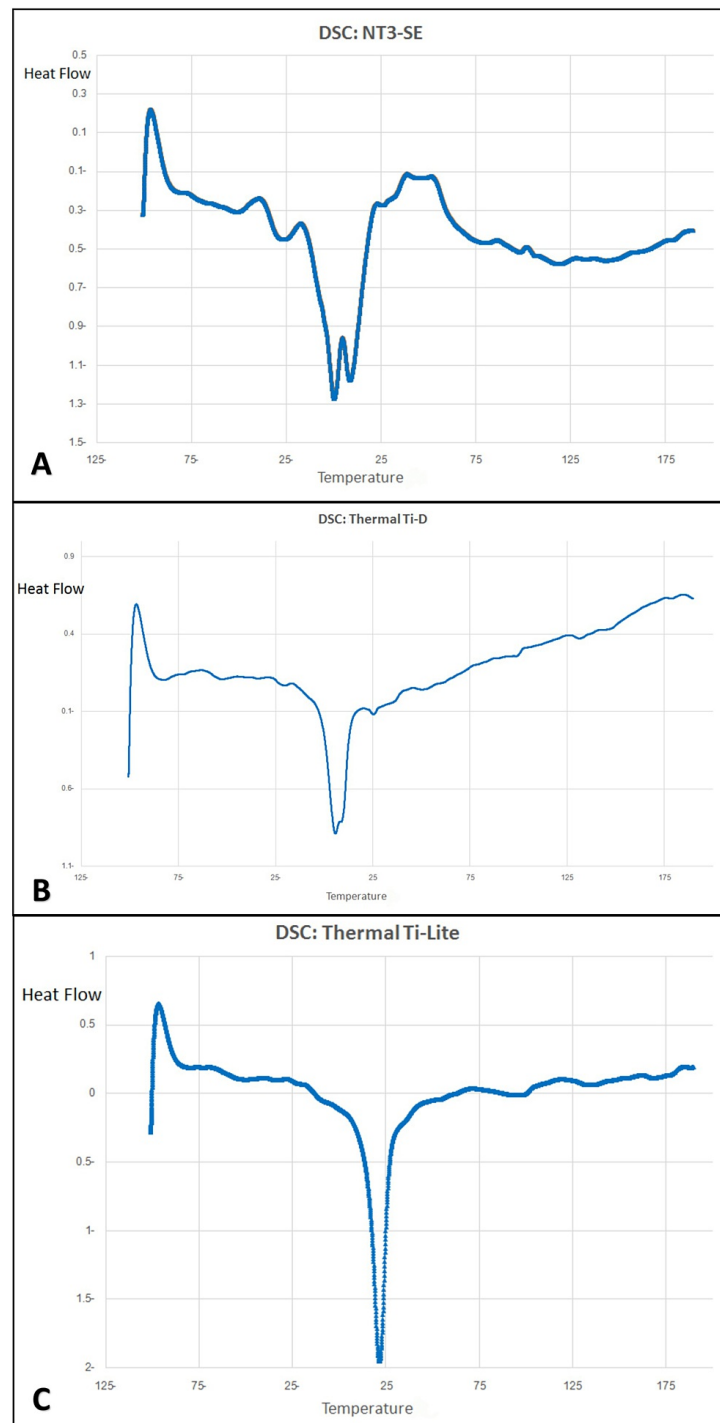 DSC: NT3-SE
0.5
Heat Flow
0.3
0.1
0.1-
0.3-
0.5-
0.7-
0.9-
1.1-
1.3-
1.5-
125- 75- 25- 25 75 125 175
Temperature
A
DSC: Thermal Ti-D
0.9
Heat Flow
0.4
0.1-
0.6-
1.1-
125- 75- 25- 25 75 125 175
Temperature
B
DSC: Thermal Ti-Lite
1
Heat Flow
0.5
0
0.5-
1-
1.5-
2-
125- 75- 25- 25 75 125 175
Temperature
C